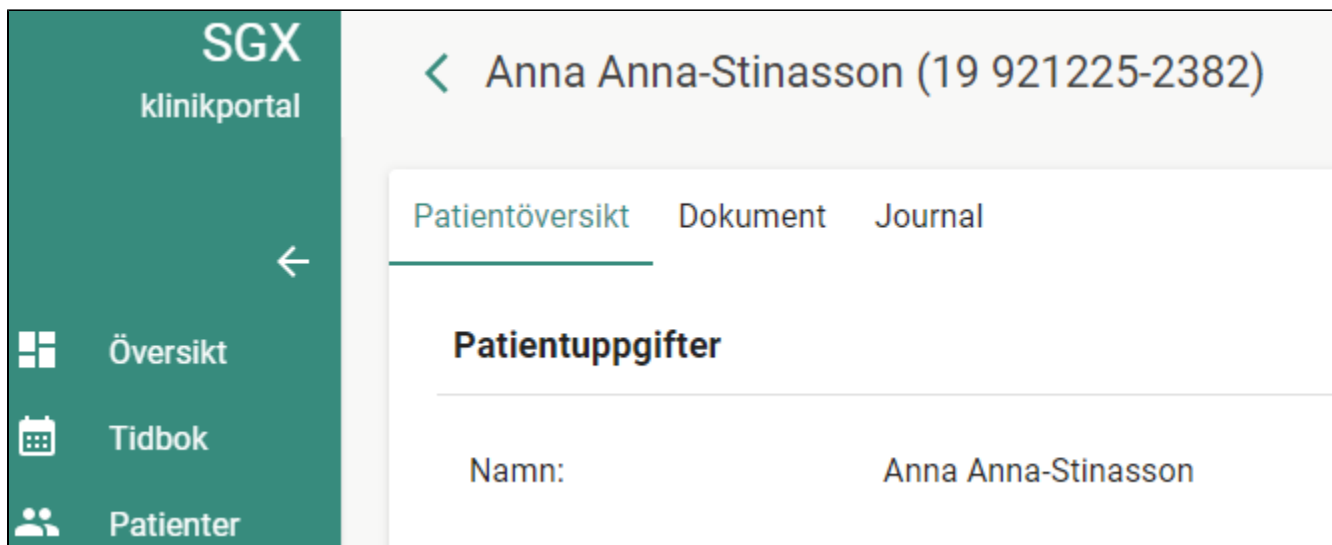 SGX
klinikportal
Översikt
Tidbok
Patienter
Anna Anna-Stinasson (19 921225-2382)
Patientöversikt Dokument Journal
Patientuppgifter
Namn: Anna Anna-Stinasson